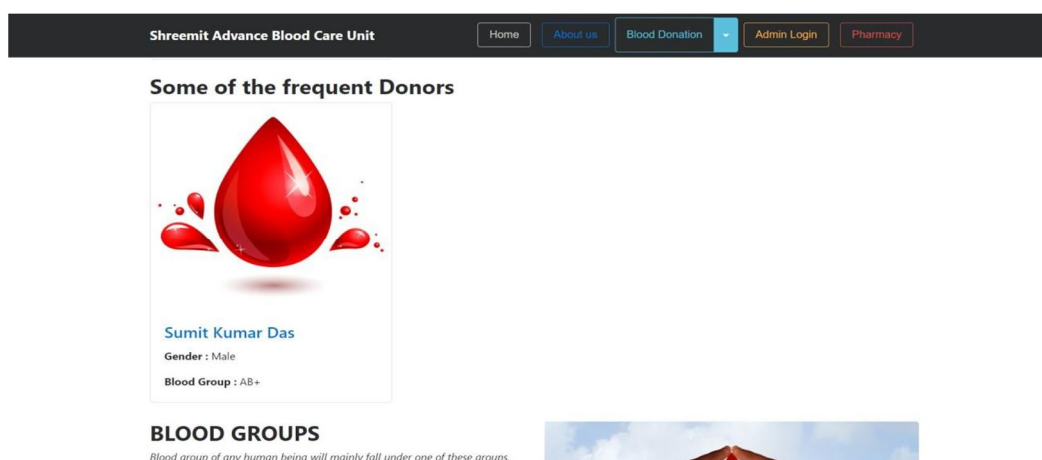 Shreemit Advance Blood Care Unit
Home
About us
Blood Donation
Admin Login
Pharmacy
Some of the frequent Donors
Sumit Kumar Das
Gender : Male
Blood Group : AB+
BLOOD GROUPS
Blood group of any human being will mainly fall under one of these groups.